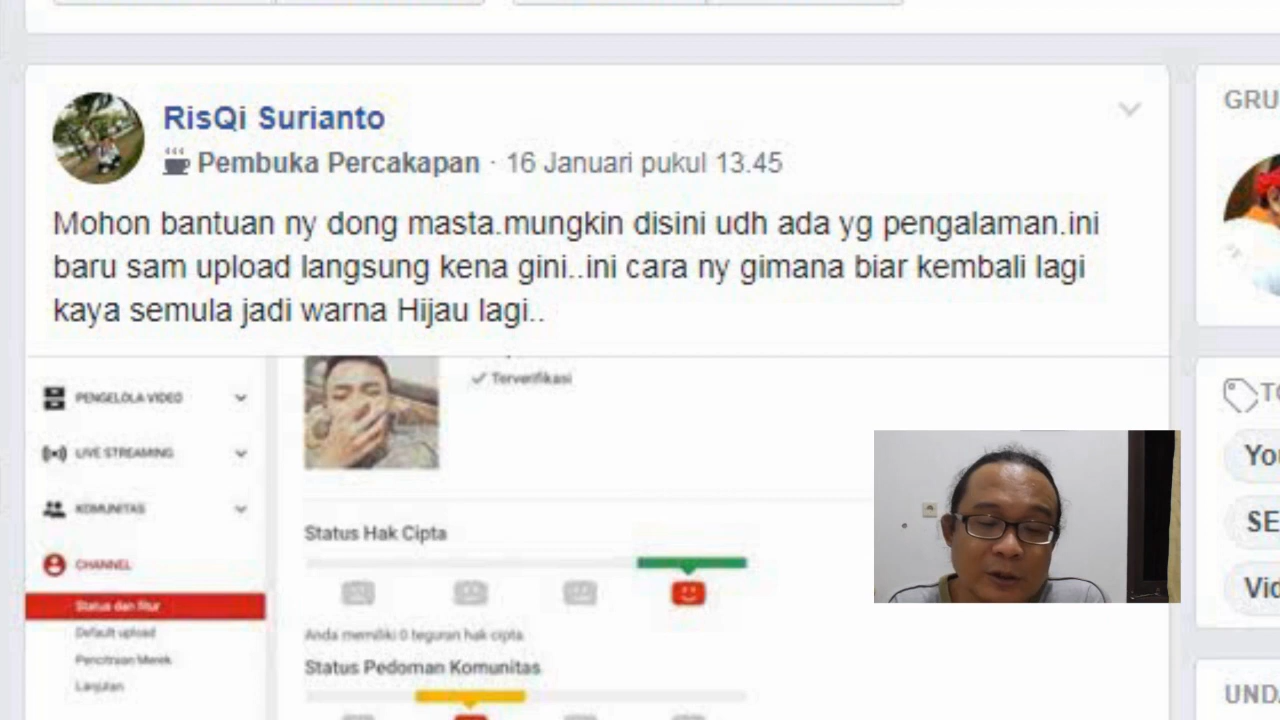 RisQi Surianto
Pembuka Percakapan · 16 Januari pukul 13.45
Mohon bantuan ny dong masta.mungkin disini udh ada yg pengalaman.ini
baru sam upload langsung kena gini..ini cara ny gimana biar kembali lagi
kaya semula jadi warna Hijau lagi..
GRU
Terverifikasi
PENGELOLA VIDEO
LIVE STREAMING
KOMUNITAS
CHANNEL
Status dan fitur
Default upload
Pencitraan Merek
Lanjutan
Status Hak Cipta
Anda memiliki 0 teguran hak cipta
Status Pedoman Komunitas
TO
You
SE
Vid
UNDA